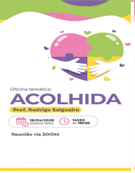 Oficina temática:
ACOLHIDA
Prof. Rodrigo Salgueiro
16/04/2026
Quinta-feira
14h00
às 16h00
Reunião via ZOOM